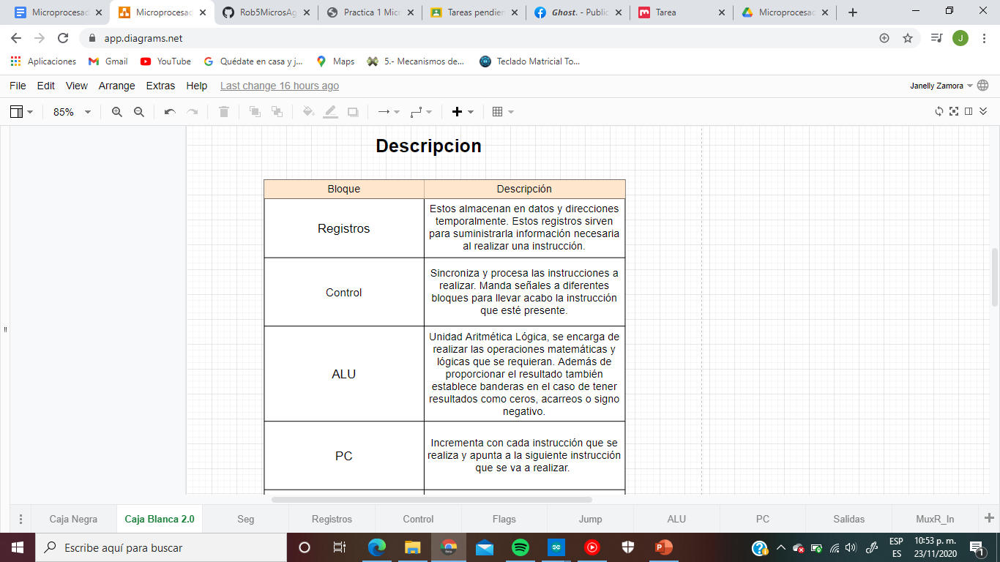 Microprocesad
Microprocesad
Rob5MicrosAg
Practica 1 Micr
Tareas pendien
Ghost. - Public
Tarea
Microprocesad
app.diagrams.net
J
Aplicaciones
Gmail
YouTube
Quédate en casa y j...
Maps
5.- Mecanismos de...
Teclado Matricial To...
File
Edit
View
Arrange
Extras
Help
Last change 16 hours ago
Janelly Zamora
85%
Descripcion
Bloque
Descripción
Registros
Estos almacenan en datos y direcciones
temporalmente. Estos registros sirven
para suministrarla información necesaria
al realizar una instrucción.
Control
Sincroniza y procesa las instrucciones a
realizar. Manda señales a diferentes
bloques para llevar acabo la instrucción
que esté presente.
ALU
Unidad Aritmética Lógica, se encarga de
realizar las operaciones matemáticas y
lógicas que se requieran. Además de
proporcionar el resultado también
establece banderas en el caso de tener
resultados como ceros, acarreos o signo
negativo.
PC
Incrementa con cada instrucción que se
realiza y apunta a la siguiente instrucción
que se va a realizar.
Caja Negra
Caja Blanca 2.0
Seg
Registros
Control
Flags
Jump
ALU
PC
Salidas
MuxR_In
Escribe aquí para buscar
ESP
ES
10:53 p. m.
23/11/2020
1